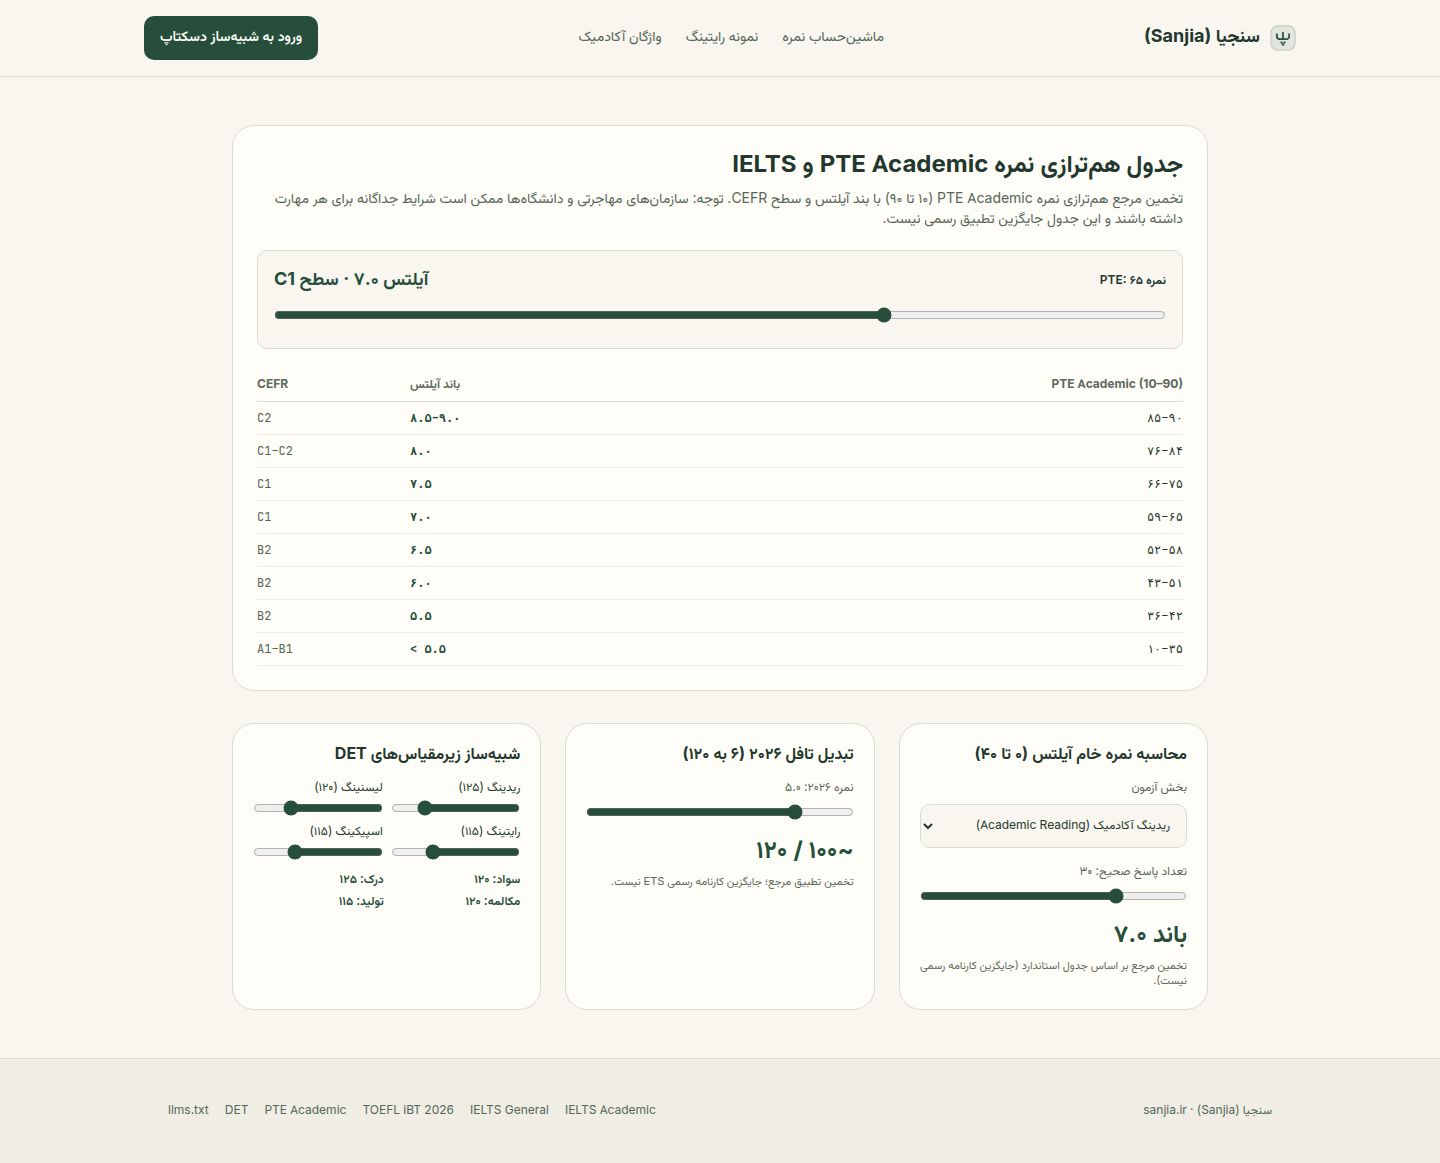 سنجیا (Sanjia)
ماشین‌حساب نمره
نمونه رایتینگ
واژگان آکادمیک
ورود به شبیه‌ساز دسکتاپ
جدول هم‌ترازی نمره PTE Academic و IELTS
تخمین مرجع هم‌ترازی نمره PTE Academic (۱۰ تا ۹۰) با بند آیلتس و سطح CEFR. توجه: سازمان‌های مهاجرتی و دانشگاه‌ها ممکن است شرایط جداگانه برای هر مهارت
داشته باشند و این جدول جایگزین تطبیق رسمی نیست.
نمره PTE: ۶۵
آیلتس ۷.۰ · سطح C1
PTE Academic (10–90) باند آیلتس CEFR
۸۵–۹۰ ۸.۵–۹.۰ C2
۷۶–۸۴ ۸.۰ C1–C2
۶۶–۷۵ ۷.۵ C1
۵۹–۶۵ ۷.۰ C1
۵۲–۵۸ ۶.۵ B2
۴۳–۵۱ ۶.۰ B2
۳۶–۴۲ ۵.۵ B2
۱۰–۳۵ < ۵.۵ A1–B1
محاسبه نمره خام آیلتس (۰ تا ۴۰)
بخش آزمون
ریدینگ آکادمیک (Academic Reading)
تعداد پاسخ صحیح: ۳۰
باند ۷.۰
تخمین مرجع بر اساس جدول استاندارد (جایگزین کارنامه رسمی
نیست).
تبدیل تافل ۲۰۲۶ (۶ به ۱۲۰)
نمره ۲۰۲۶: ۵.۰
~۱۰۰ / ۱۲۰
تخمین تطبیق مرجع؛ جایگزین کارنامه رسمی ETS نیست.
شبیه‌ساز زیرمقیاس‌های DET
ریدینگ (۱۲۵)
لیسنینگ (۱۲۰)
رایتینگ (۱۱۵)
اسپیکینگ (۱۱۵)
سواد: ۱۲۰
درک: ۱۲۵
مکالمه: ۱۲۰
تولید: ۱۱۵
سنجیا (Sanjia) · sanjia.ir
IELTS Academic
IELTS General
TOEFL iBT 2026
PTE Academic
DET
llms.txt